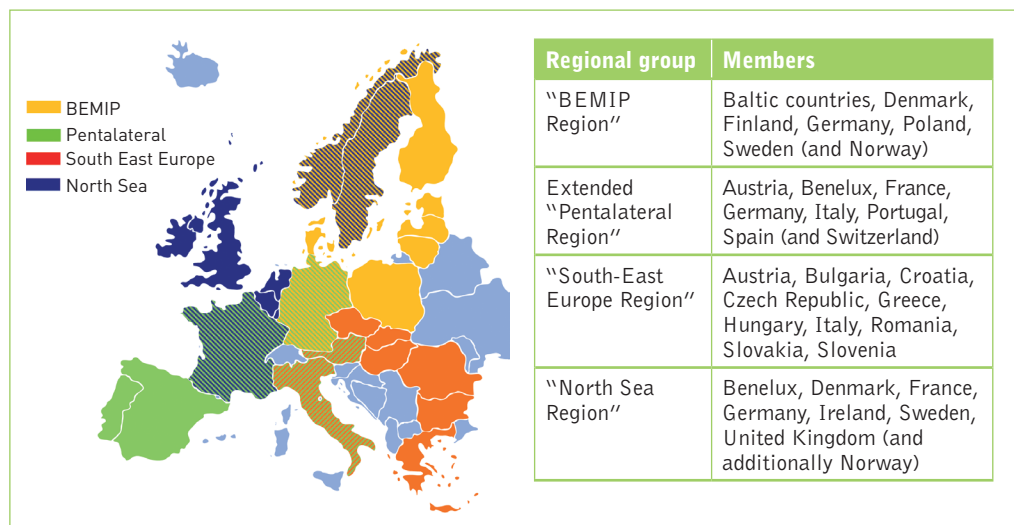 BEMIP
Pentalateral
South East Europe
North Sea
Regional group
Members
“BEMIP
Region”
Baltic countries, Denmark,
Finland, Germany, Poland,
Sweden (and Norway)
Extended
“Pentalateral
Region”
Austria, Benelux, France,
Germany, Italy, Portugal,
Spain (and Switzerland)
“South-East
Europe Region”
Austria, Bulgaria, Croatia,
Czech Republic, Greece,
Hungary, Italy, Romania,
Slovakia, Slovenia
“North Sea
Region”
Benelux, Denmark, France,
Germany, Ireland, Sweden,
United Kingdom (and
additionally Norway)